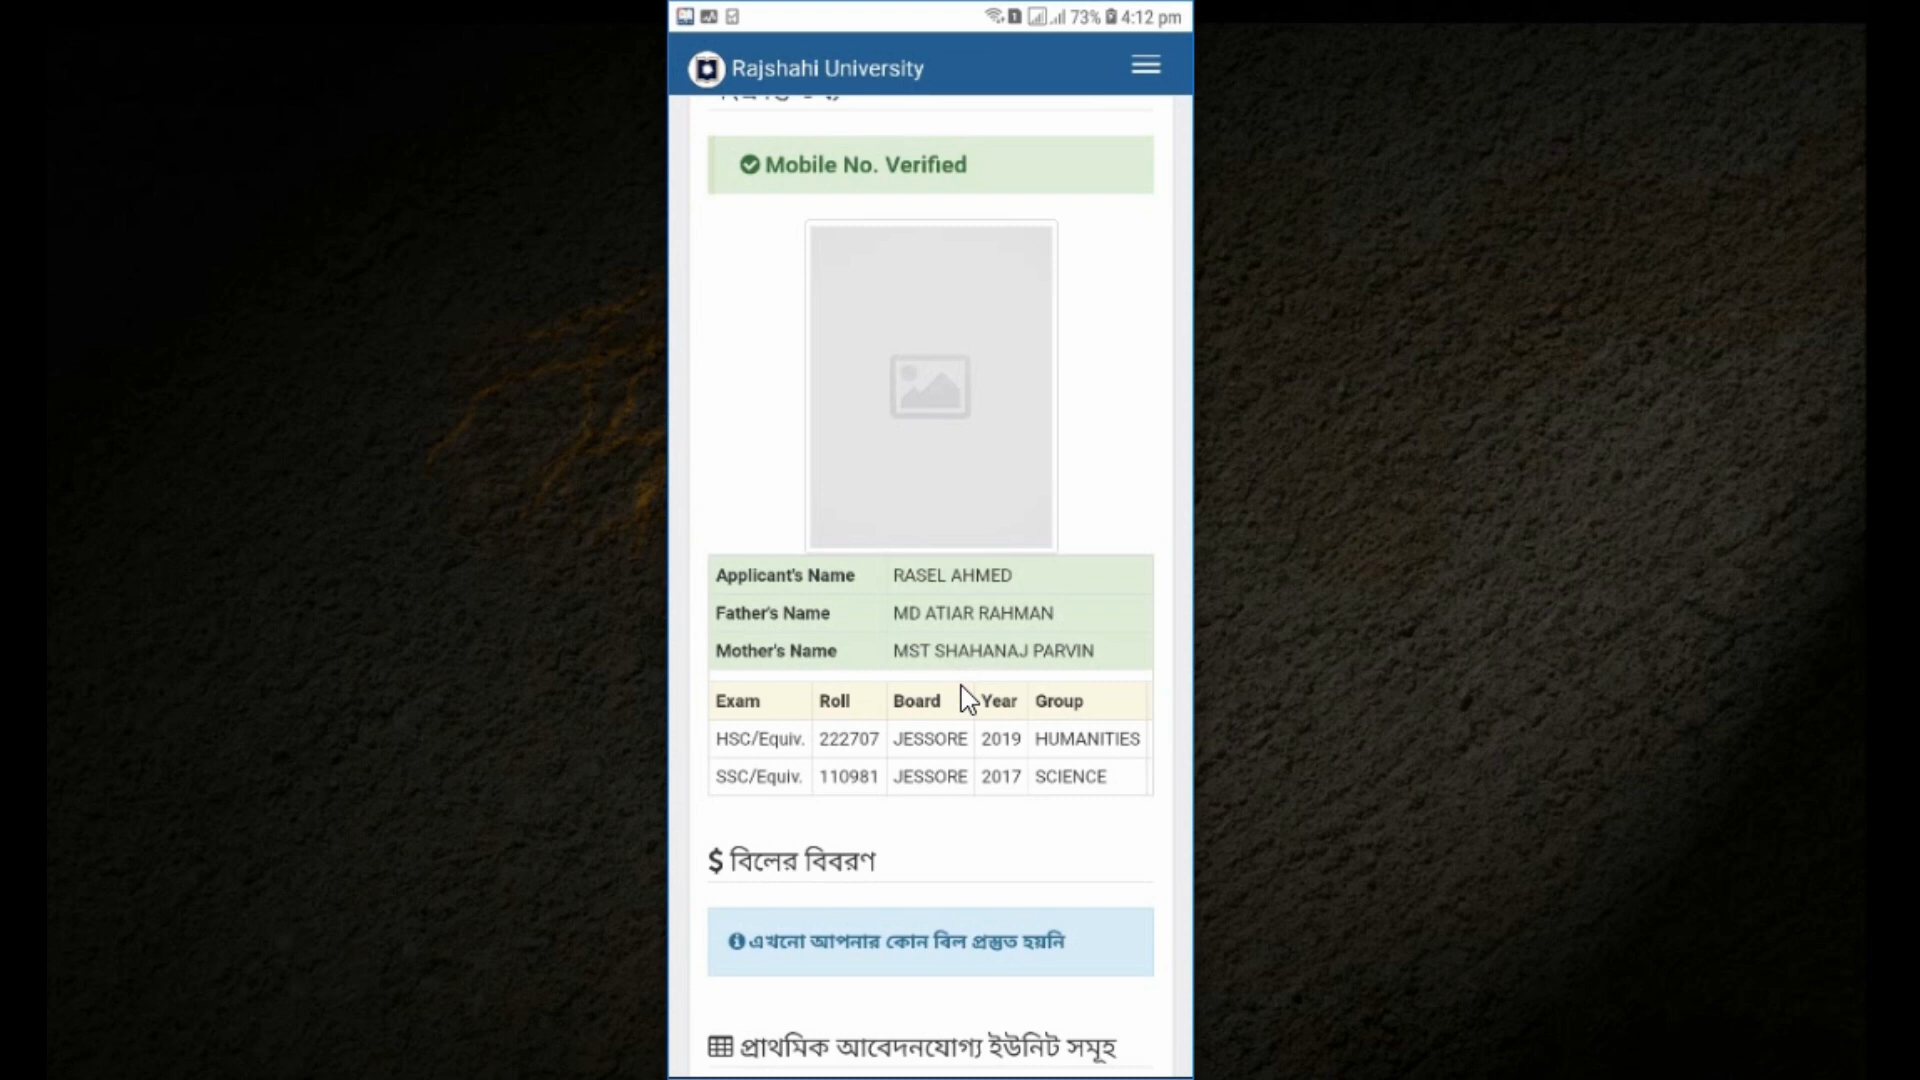 73% 4:12 pm
Rajshahi University
Mobile No. Verified
Applicant's Name RASEL AHMED
Father's Name MD ATIAR RAHMAN
Mother's Name MST SHAHANAJ PARVIN
Exam Roll Board Year Group
HSC/Equiv. 222707 JESSORE 2019 HUMANITIES
SSC/Equiv. 110981 JESSORE 2017 SCIENCE
$ বিলের বিবরণ
এখনো আপনার কোন বিল প্রস্তুত হয়নি
প্রাথমিক আবেদনযোগ্য ইউনিট সমূহ